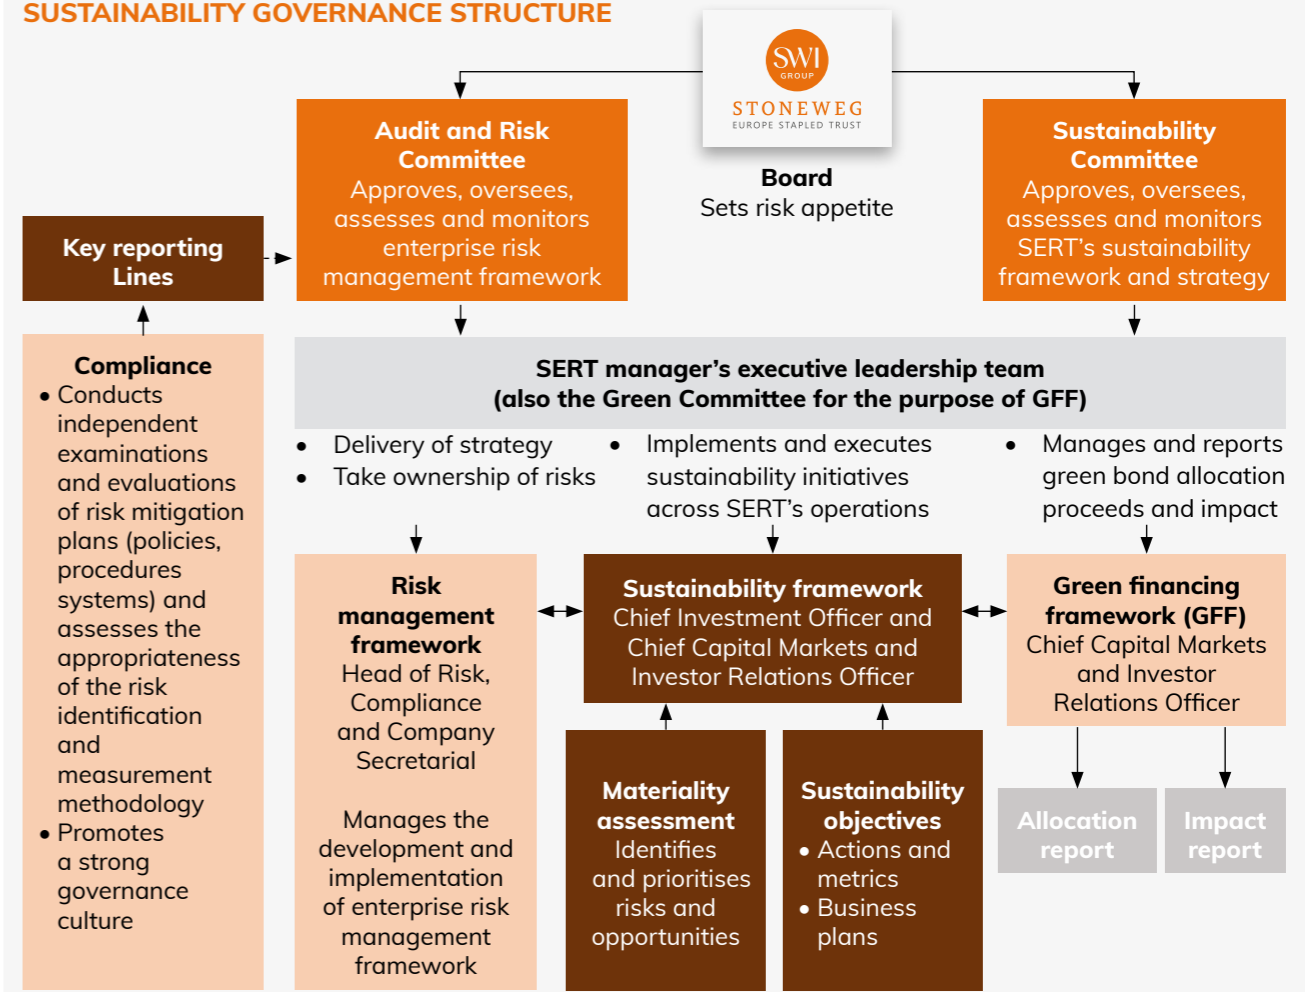 SUSTAINABILITY GOVERNANCE STRUCTURE
SWI
GROUP
STONEWEG
EUROPE STAPLED TRUST
Board
Sets risk appetite
Audit and Risk
Committee
Approves, oversees,
assesses and monitors
enterprise risk
management framework
Sustainability
Committee
Approves, oversees,
assesses and monitors
SERT’s sustainability
framework and strategy
Key reporting
Lines
Compliance
• Conducts
independent
examinations
and evaluations
of risk mitigation
plans (policies,
procedures
systems) and
assesses the
appropriateness
of the risk
identification
and
measurement
methodology
• Promotes
a strong
governance
culture
SERT manager’s executive leadership team
(also the Green Committee for the purpose of GFF)
• Delivery of strategy
• Take ownership of risks
• Implements and executes
sustainability initiatives
across SERT’s operations
• Manages and reports
green bond allocation
proceeds and impact
Risk
management
framework
Head of Risk,
Compliance
and Company
Secretarial
Manages the
development and
implementation
of enterprise risk
management
framework
Sustainability framework
Chief Investment Officer and
Chief Capital Markets and
Investor Relations Officer
Green financing
framework (GFF)
Chief Capital Markets
and Investor
Relations Officer
Materiality
assessment
Identifies
and prioritises
risks and
opportunities
Sustainability
objectives
• Actions and
metrics
• Business
plans
Allocation
report
Impact
report